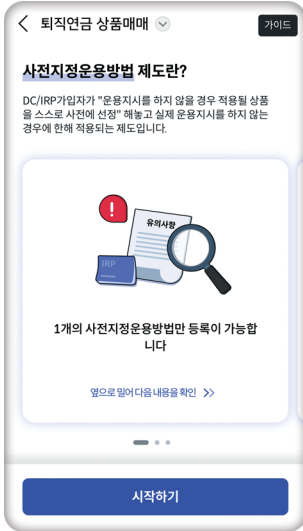 퇴직연금 상품매매
가이드
사전지정운용방법 제도란?
DC/IRP가입자가 "운용지시를 하지 않을 경우 적용될 상품
을 스스로 사전에 선정" 해놓고 실제 운용지시를 하지 않는
경우에 한해 적용되는 제도입니다.
유의사항
IRP
1개의 사전지정운용방법만 등록이 가능합
니다
옆으로 밀어 다음 내용을 확인 >>
시작하기